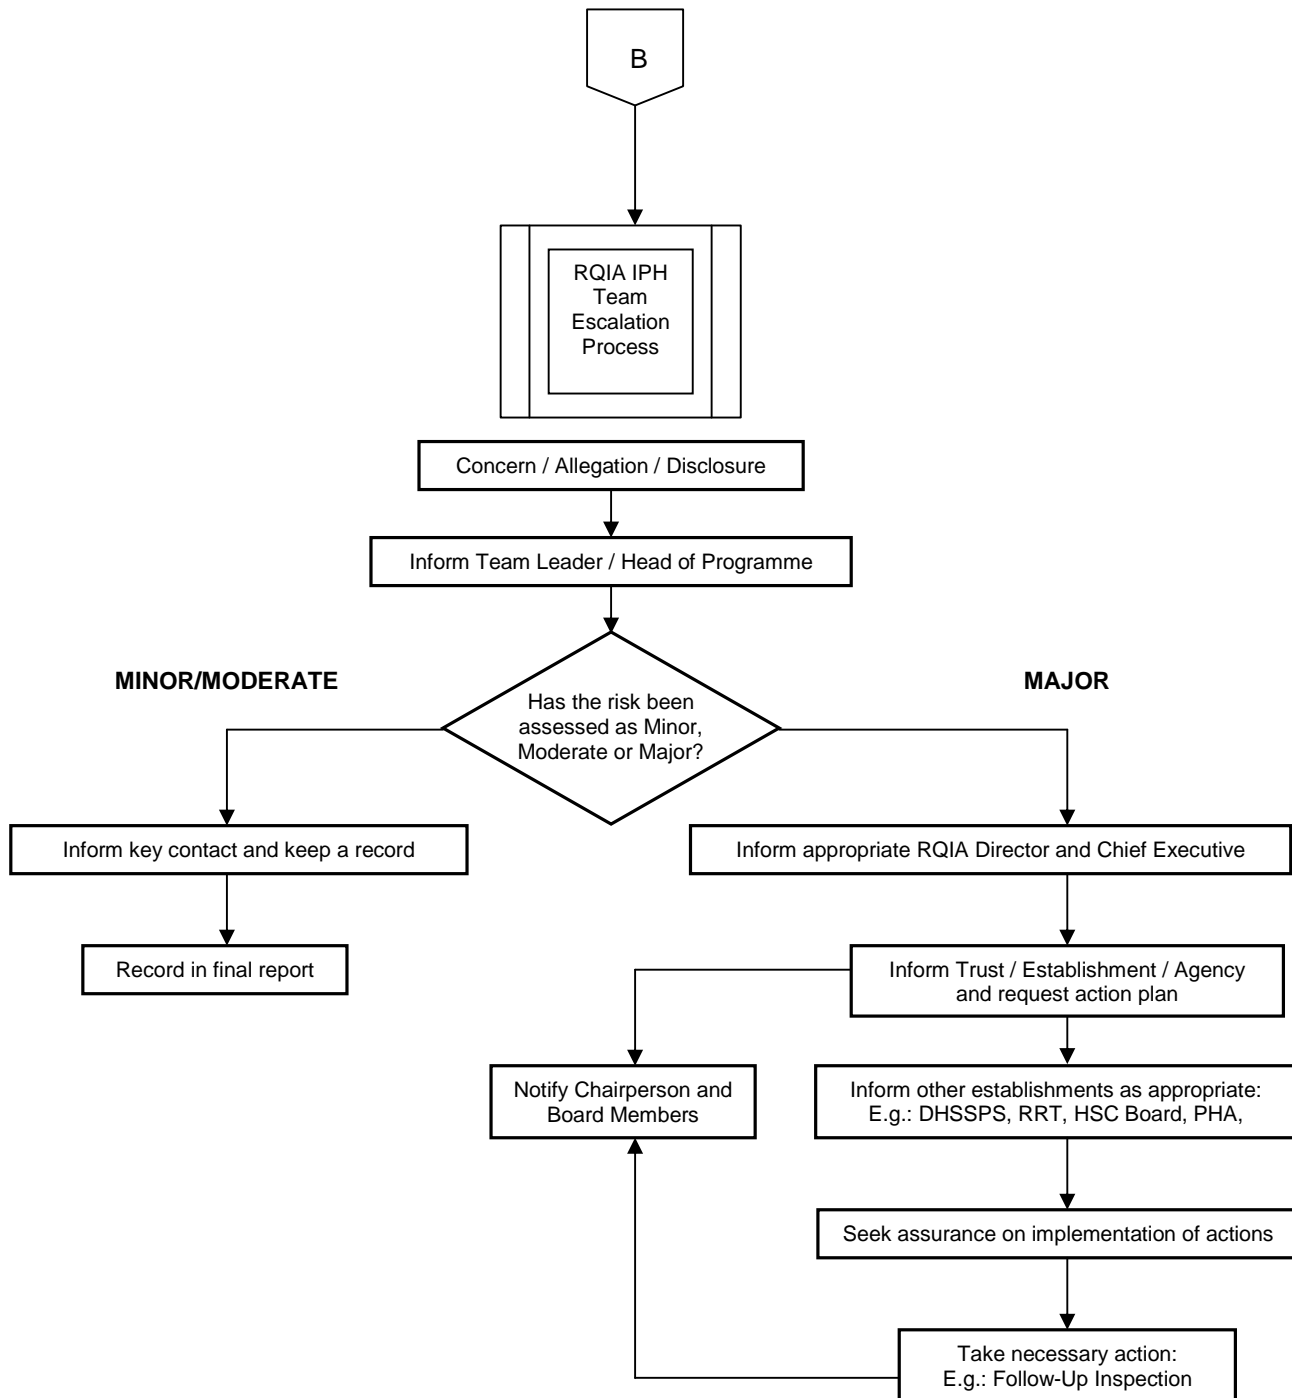 B
RQIA IPH
Team
Escalation
Process
Concern / Allegation / Disclosure
Inform Team Leader / Head of Programme
MINOR/MODERATE
MAJOR
Has the risk been
assessed as Minor,
Moderate or Major?
Inform key contact and keep a record
Inform appropriate RQIA Director and Chief Executive
Record in final report
Inform Trust / Establishment / Agency
and request action plan
Notify Chairperson and
Board Members
Inform other establishments as appropriate:
E.g.: DHSSPS, RRT, HSC Board, PHA,
Seek assurance on implementation of actions
Take necessary action:
E.g.: Follow-Up Inspection